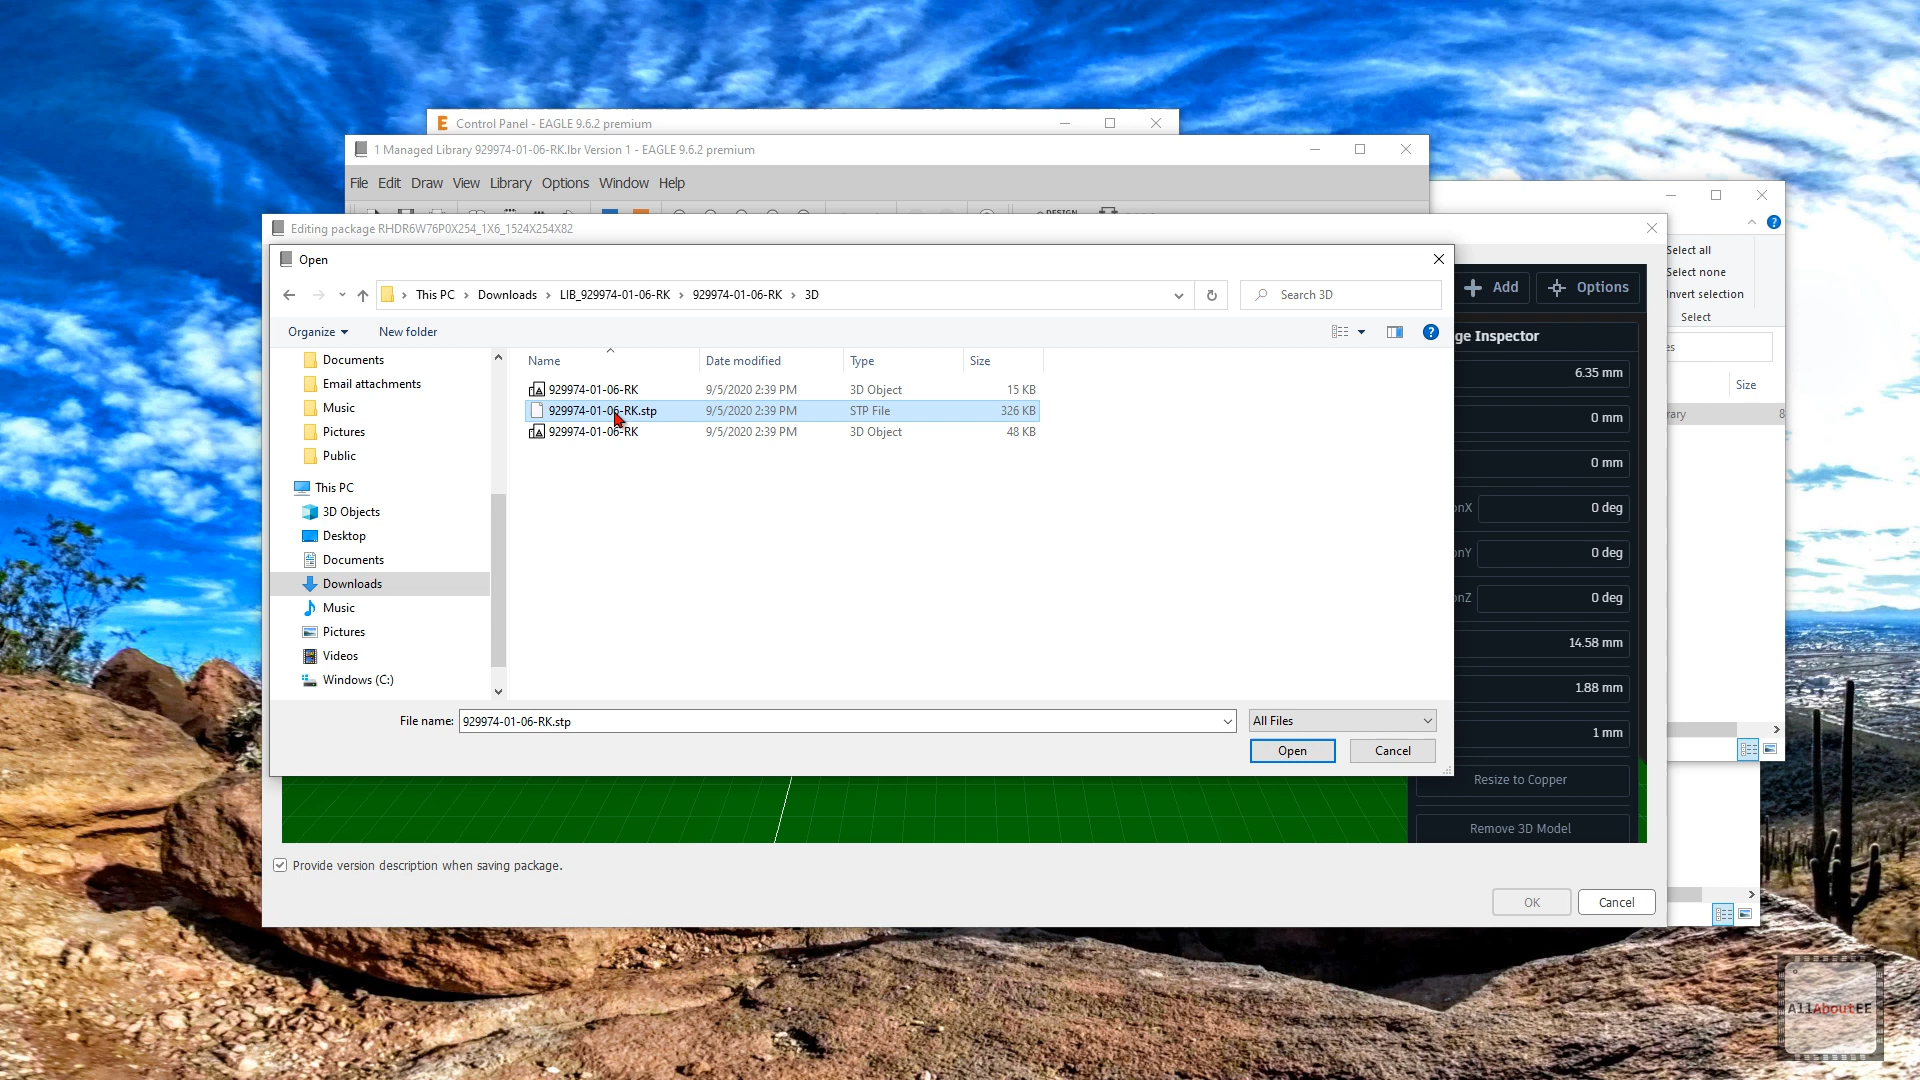 Control Panel - EAGLE 9.6.2 premium
1 Managed Library 929974-01-06-RK.lbr Version 1 - EAGLE 9.6.2 premium
File Edit Draw View Library Options Window Help
DESIGN
Editing package RHDR6W76P0X254_1X6_1524X254X82
Open
This PC > Downloads > LIB_929974-01-06-RK > 929974-01-06-RK > 3D
Search 3D
Organize
New folder
Name
Date modified
Type
Size
929974-01-06-RK 9/5/2020 2:39 PM 3D Object 15 KB
929974-01-06-RK.stp 9/5/2020 2:39 PM STP File 326 KB
929974-01-06-RK 9/5/2020 2:39 PM 3D Object 48 KB
Documents
Email attachments
Music
Pictures
Public
This PC
3D Objects
Desktop
Documents
Downloads
Music
Pictures
Videos
Windows (C:)
File name: 929974-01-06-RK.stp
All Files
Open
Cancel
Add
Options
ge Inspector
6.35 mm
0 mm
0 mm
onX 0 deg
onY 0 deg
onZ 0 deg
14.58 mm
1.88 mm
1 mm
Resize to Copper
Remove 3D Model
Provide version description when saving package.
OK
Cancel
Select all
Select none
Invert selection
Select
es
Size
rary
8
AllAboutEE